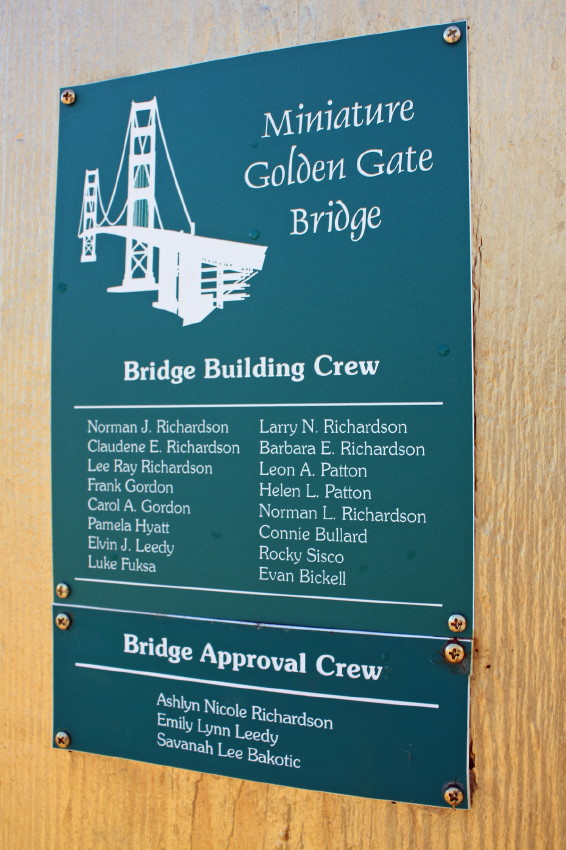 Miniature
Golden Gate
Bridge
Bridge Building Crew
Norman J. Richardson
Claudene E. Richardson
Lee Ray Richardson
Frank Gordon
Carol A. Gordon
Pamela Hyatt
Elvin J. Leedy
Luke Fuksa
Larry N. Richardson
Barbara E. Richardson
Leon A. Patton
Helen L. Patton
Norman L. Richardson
Connie Bullard
Rocky Sisco
Evan Bickell
Bridge Approval Crew
Ashlyn Nicole Richardson
Emily Lynn Leedy
Savanah Lee Bakotic